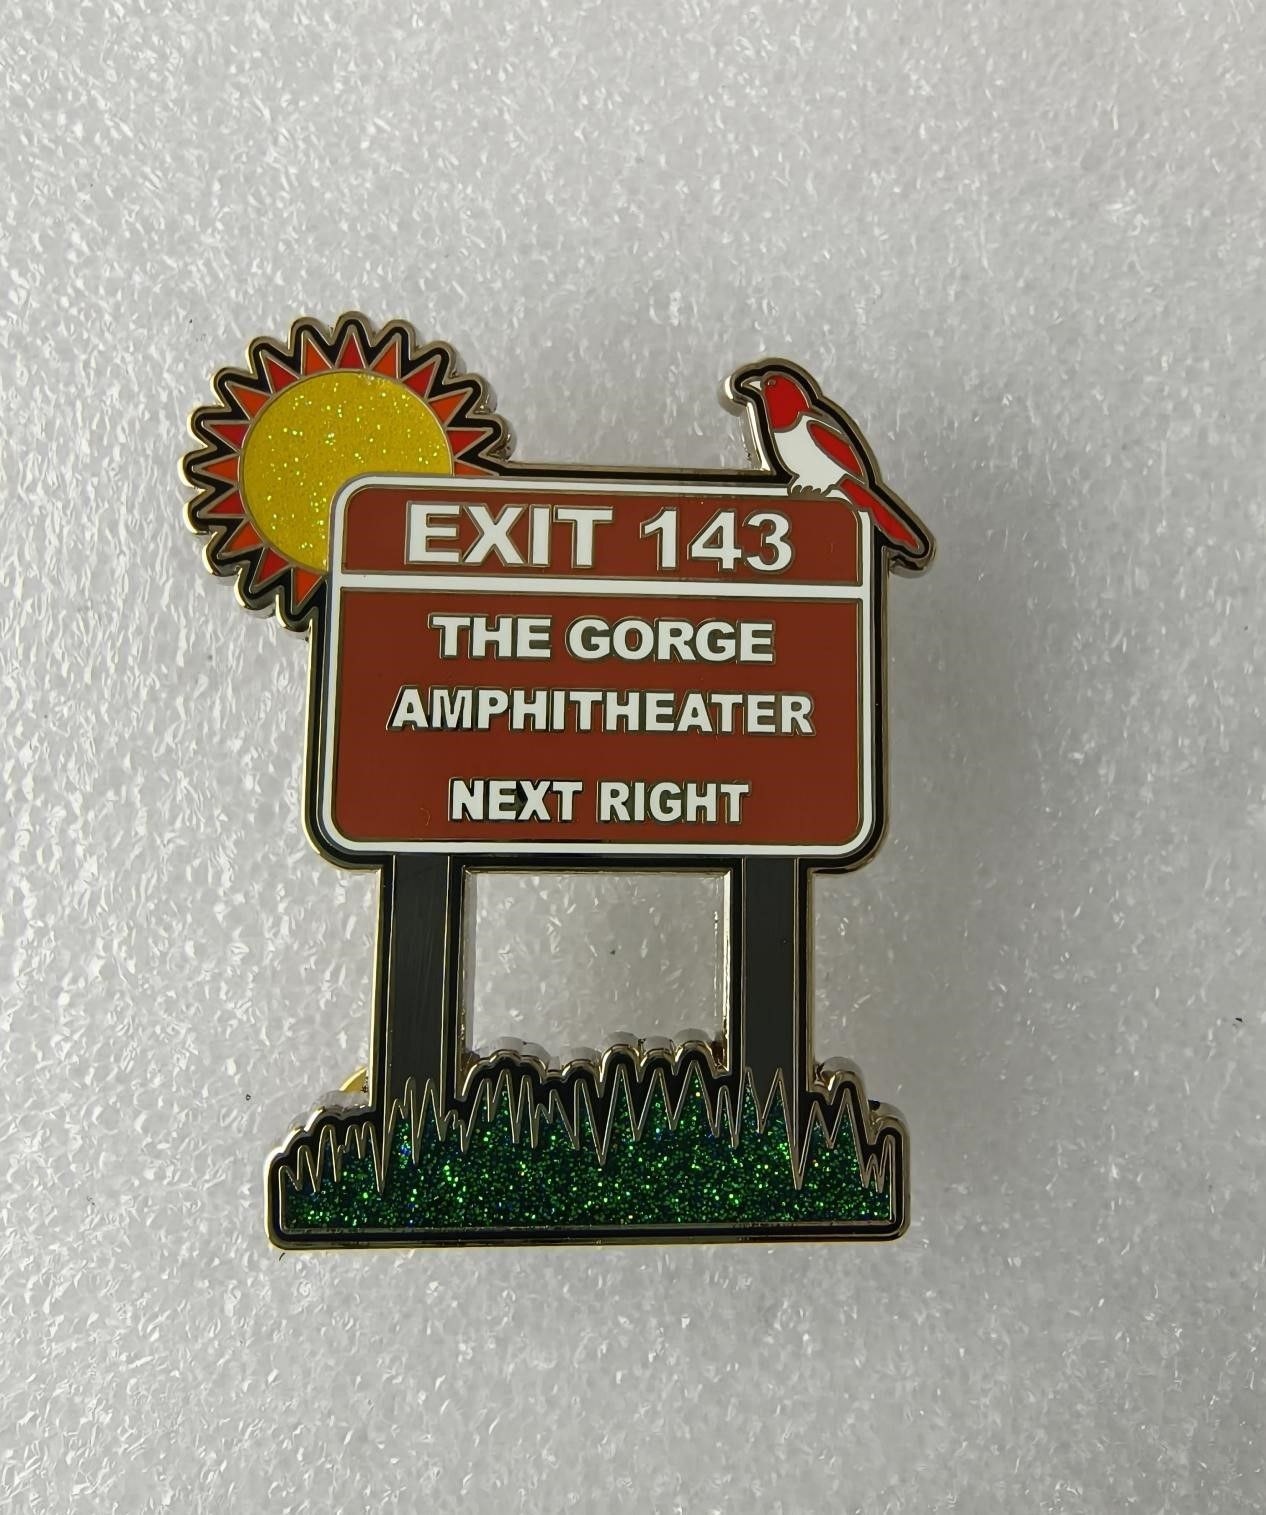 EXIT 143
THE GORGE
AMPHITHEATER
NEXT RIGHT